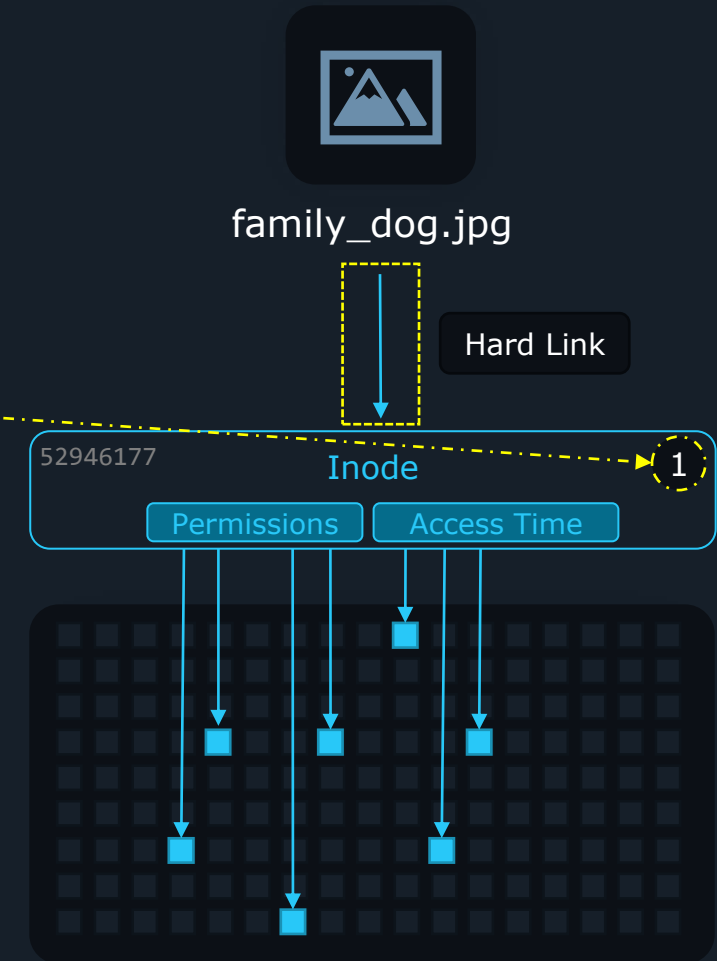 family_dog.jpg
Hard Link
52946177
Inode
1
Permissions
Access Time